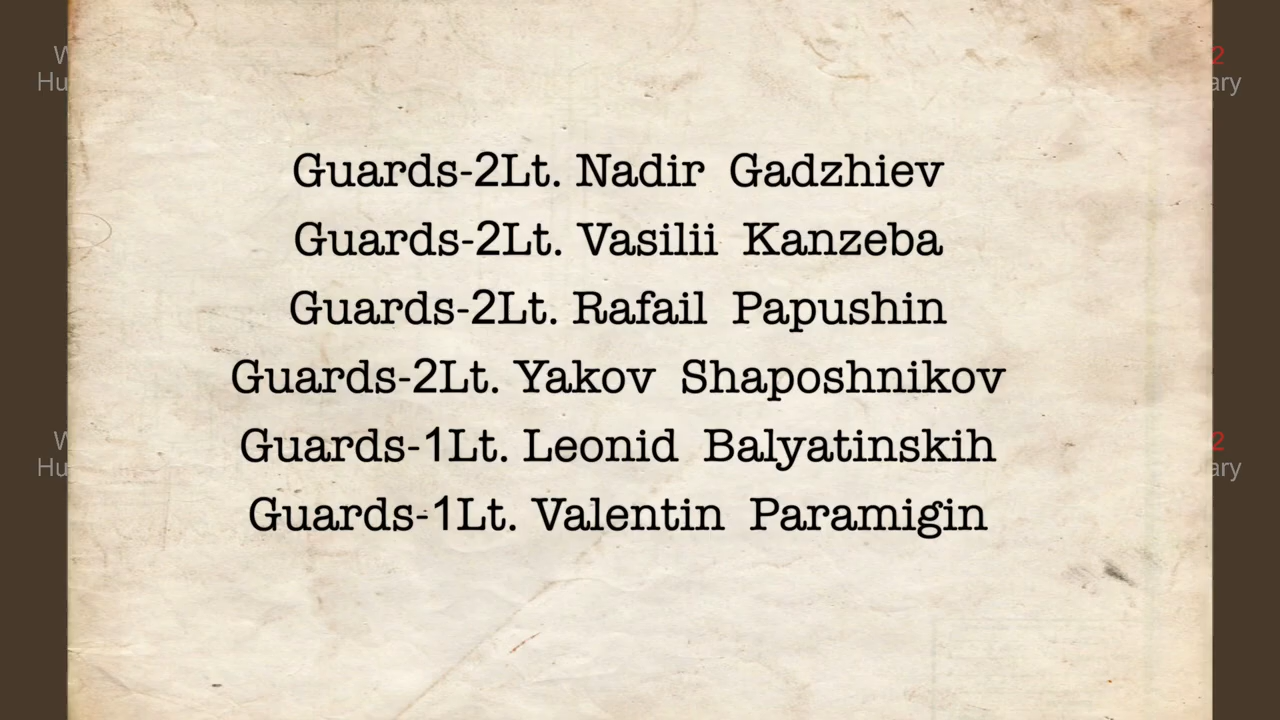 Guards-2Lt. Nadir Gadzhiev
Guards-2Lt. Vasilii Kanzeba
Guards-2Lt. Rafail Papushin
Guards-2Lt. Yakov Shaposhnikov
Guards-1Lt. Leonid Balyatinskih
Guards-1Lt. Valentin Paramigin